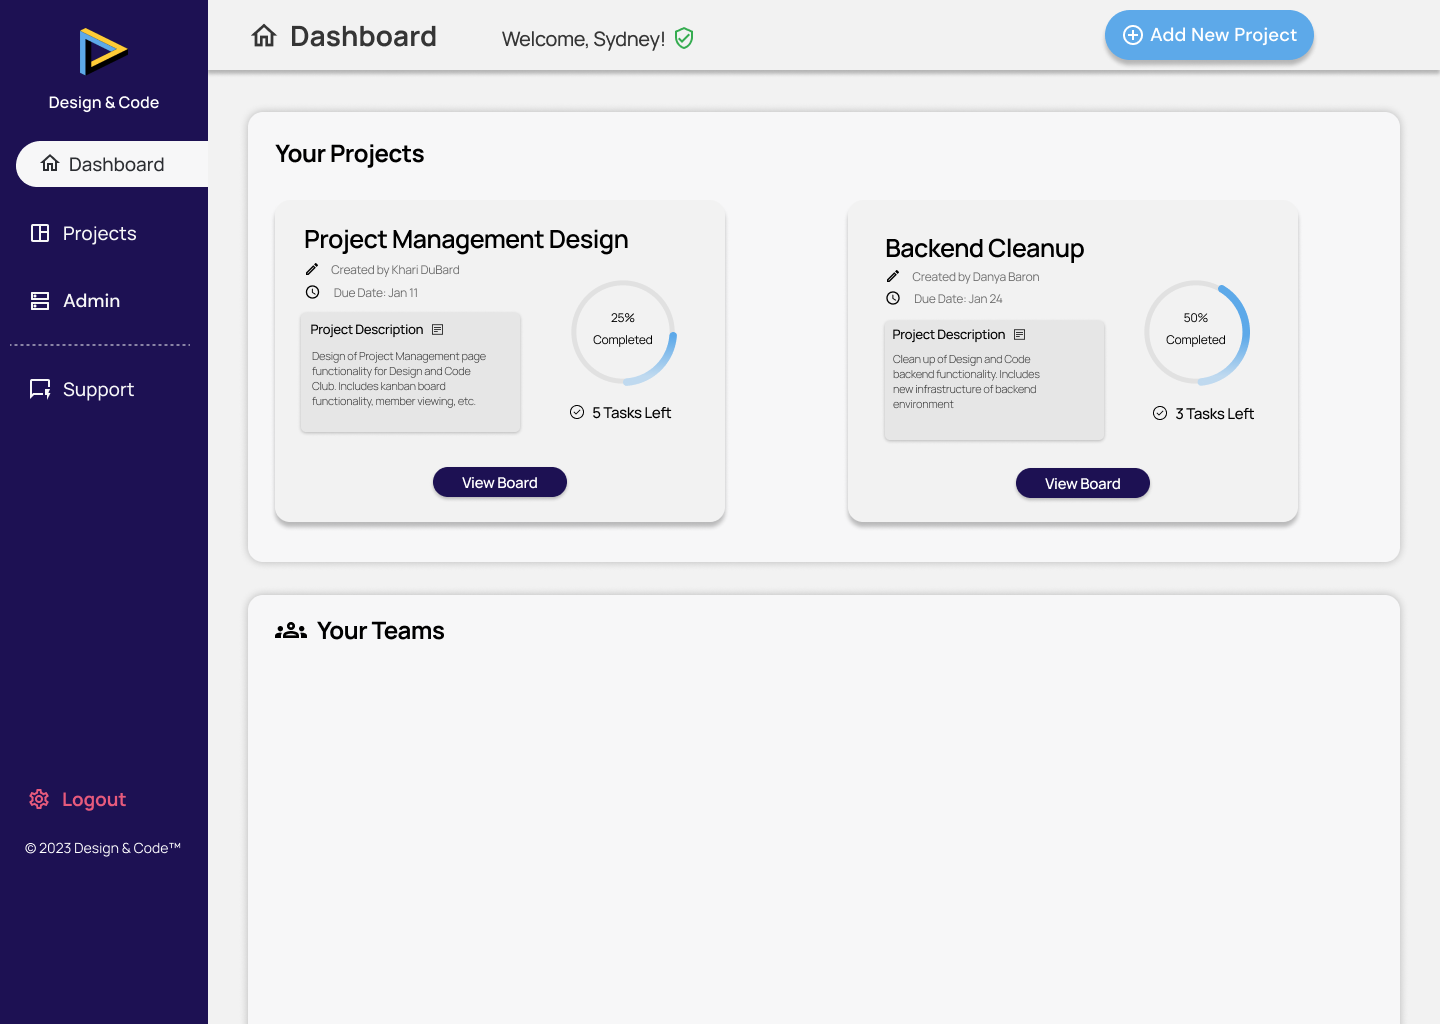 Design & Code
Dashboard
Projects
Admin
Support
Logout
© 2023 Design & Code™
Dashboard
Welcome, Sydney!
Add New Project
Your Projects
Project Management Design
Created by Khari DuBard
Due Date: Jan 11
Project Description
Design of Project Management page
functionality for Design and Code
Club. Includes kanban board
functionality, member viewing, etc.
25%
Completed
5 Tasks Left
View Board
Backend Cleanup
Created by Danya Baron
Due Date: Jan 24
Project Description
Clean up of Design and Code
backend functionality. Includes
new infrastructure of backend
environment
50%
Completed
3 Tasks Left
View Board
Your Teams